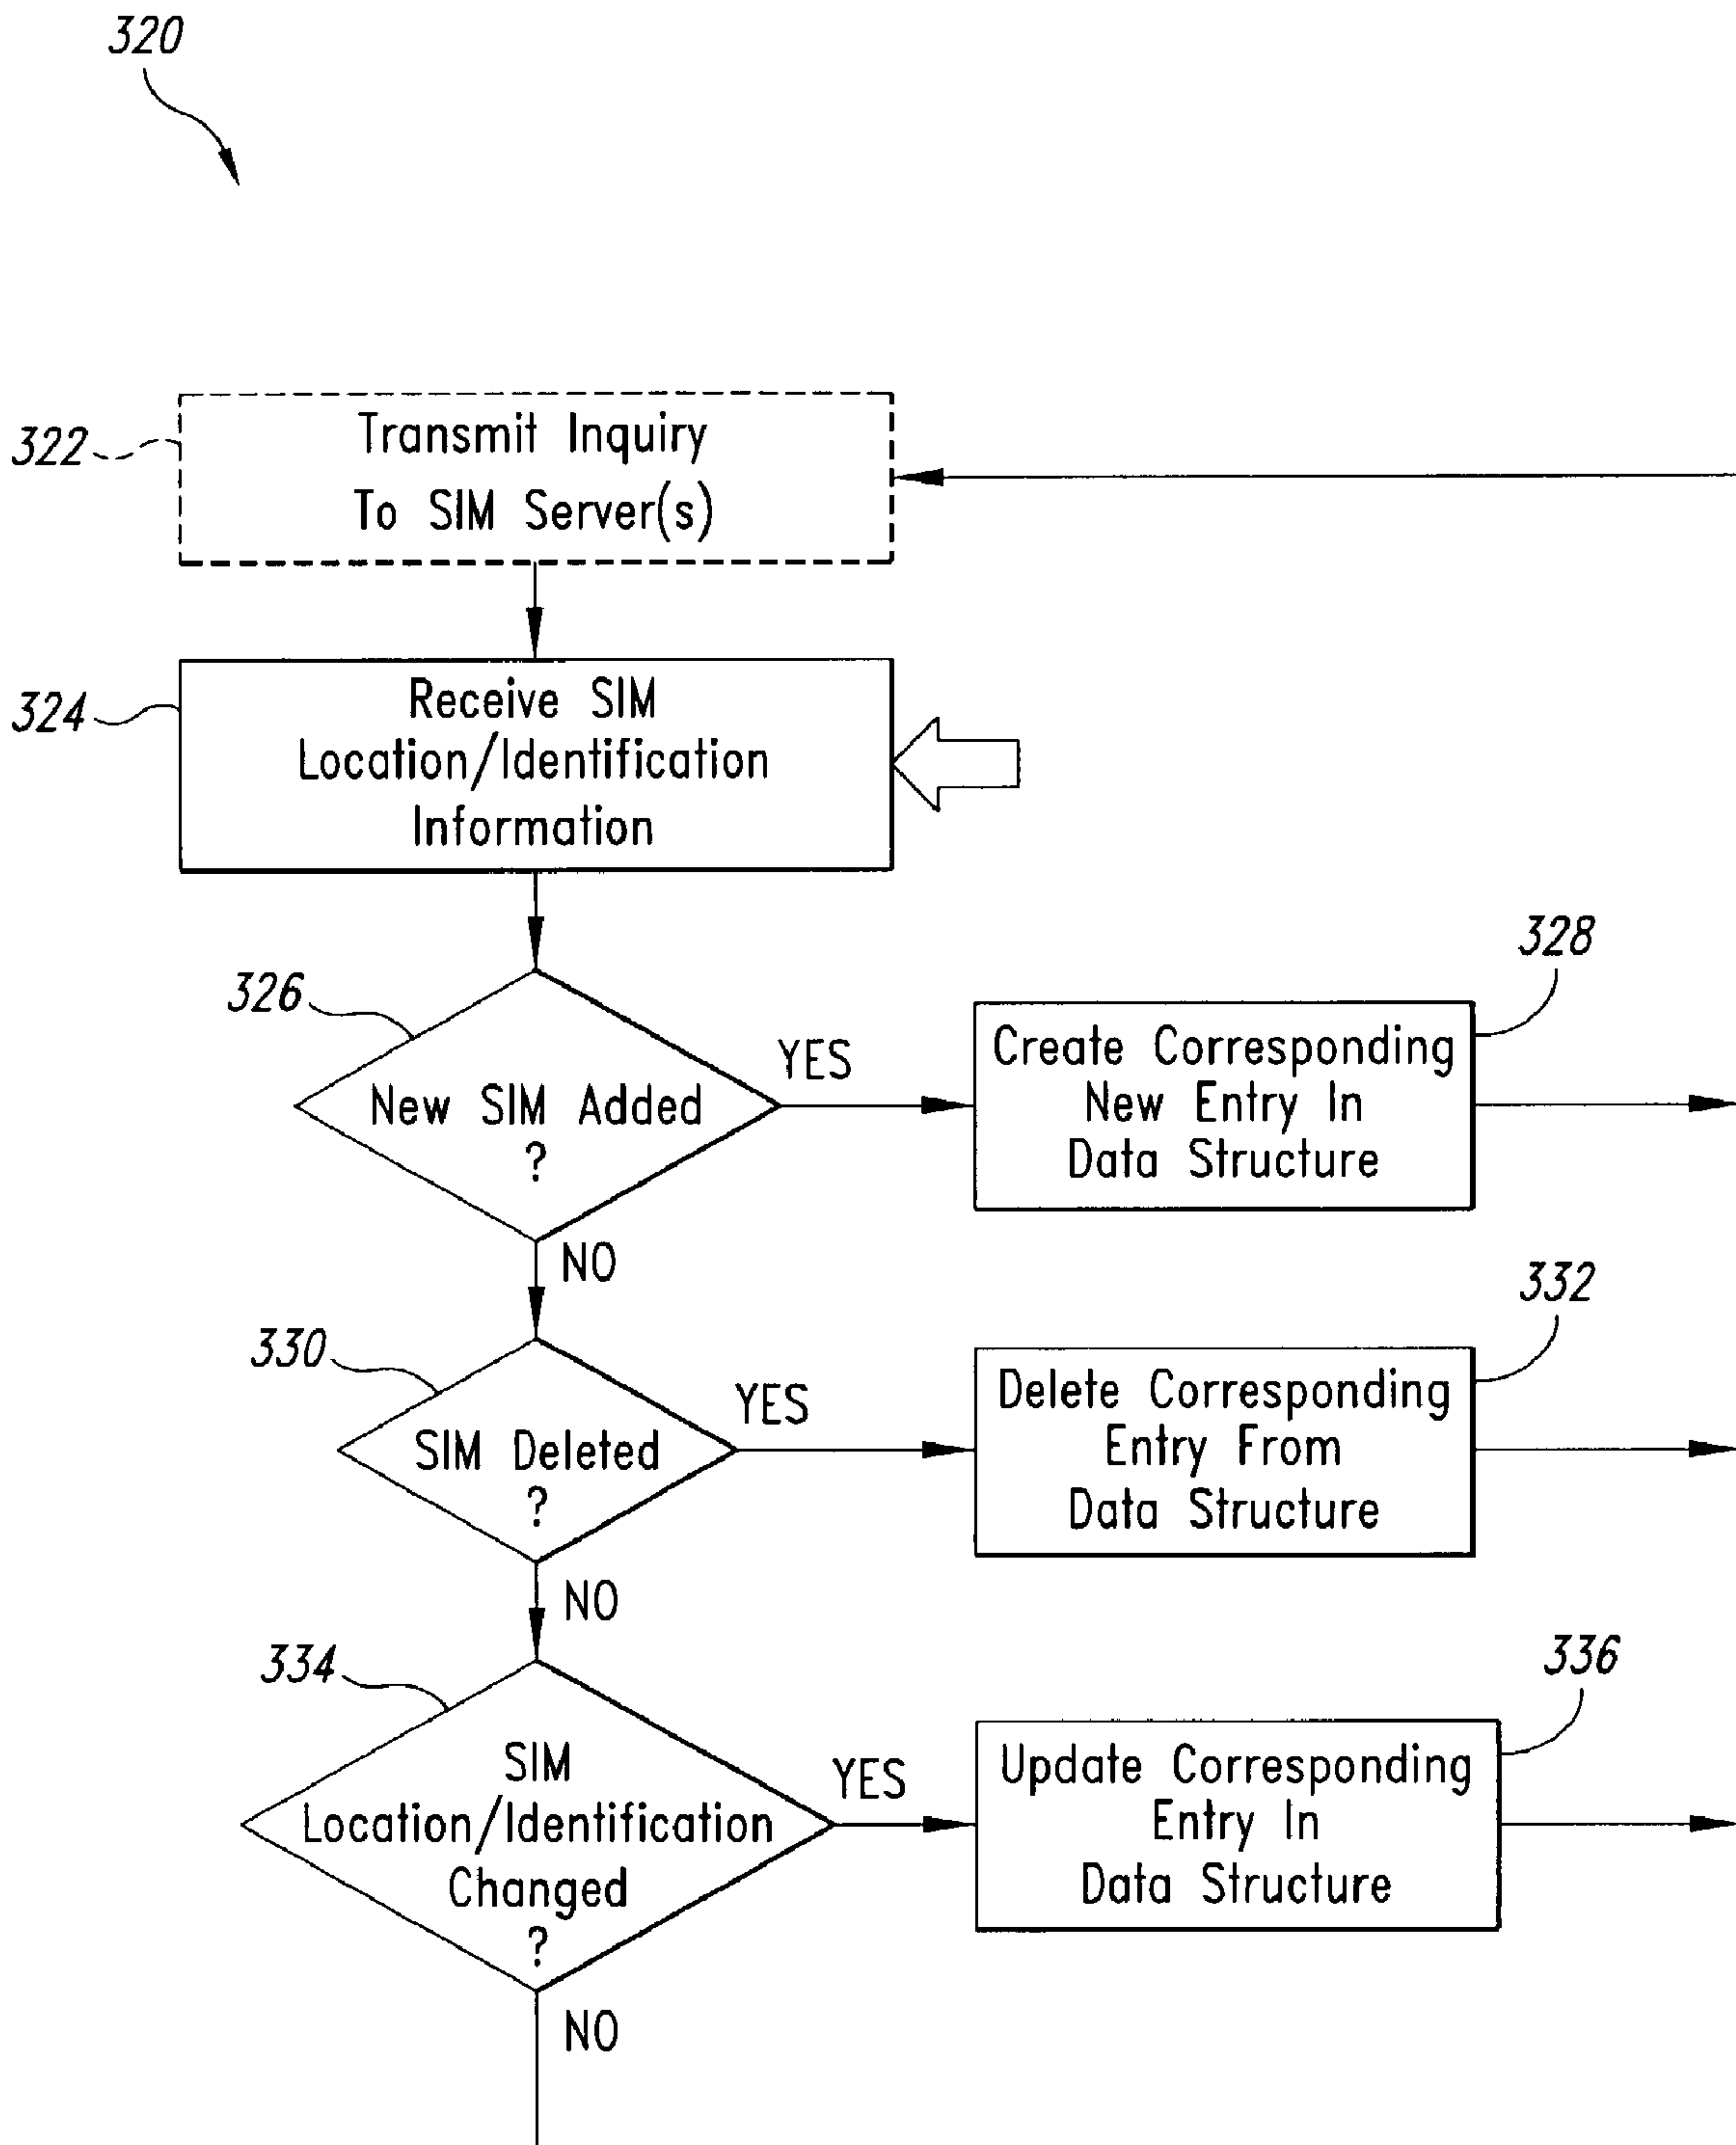 320
322
Transmit Inquiry
To SIM Server(s)
324
Receive SIM
Location/Identification
Information
326
New SIM Added
?
YES
328
Create Corresponding
New Entry In
Data Structure
NO
330
SIM Deleted
?
YES
332
Delete Corresponding
Entry From
Data Structure
NO
334
SIM
Location/Identification
Changed
?
YES
336
Update Corresponding
Entry In
Data Structure
NO